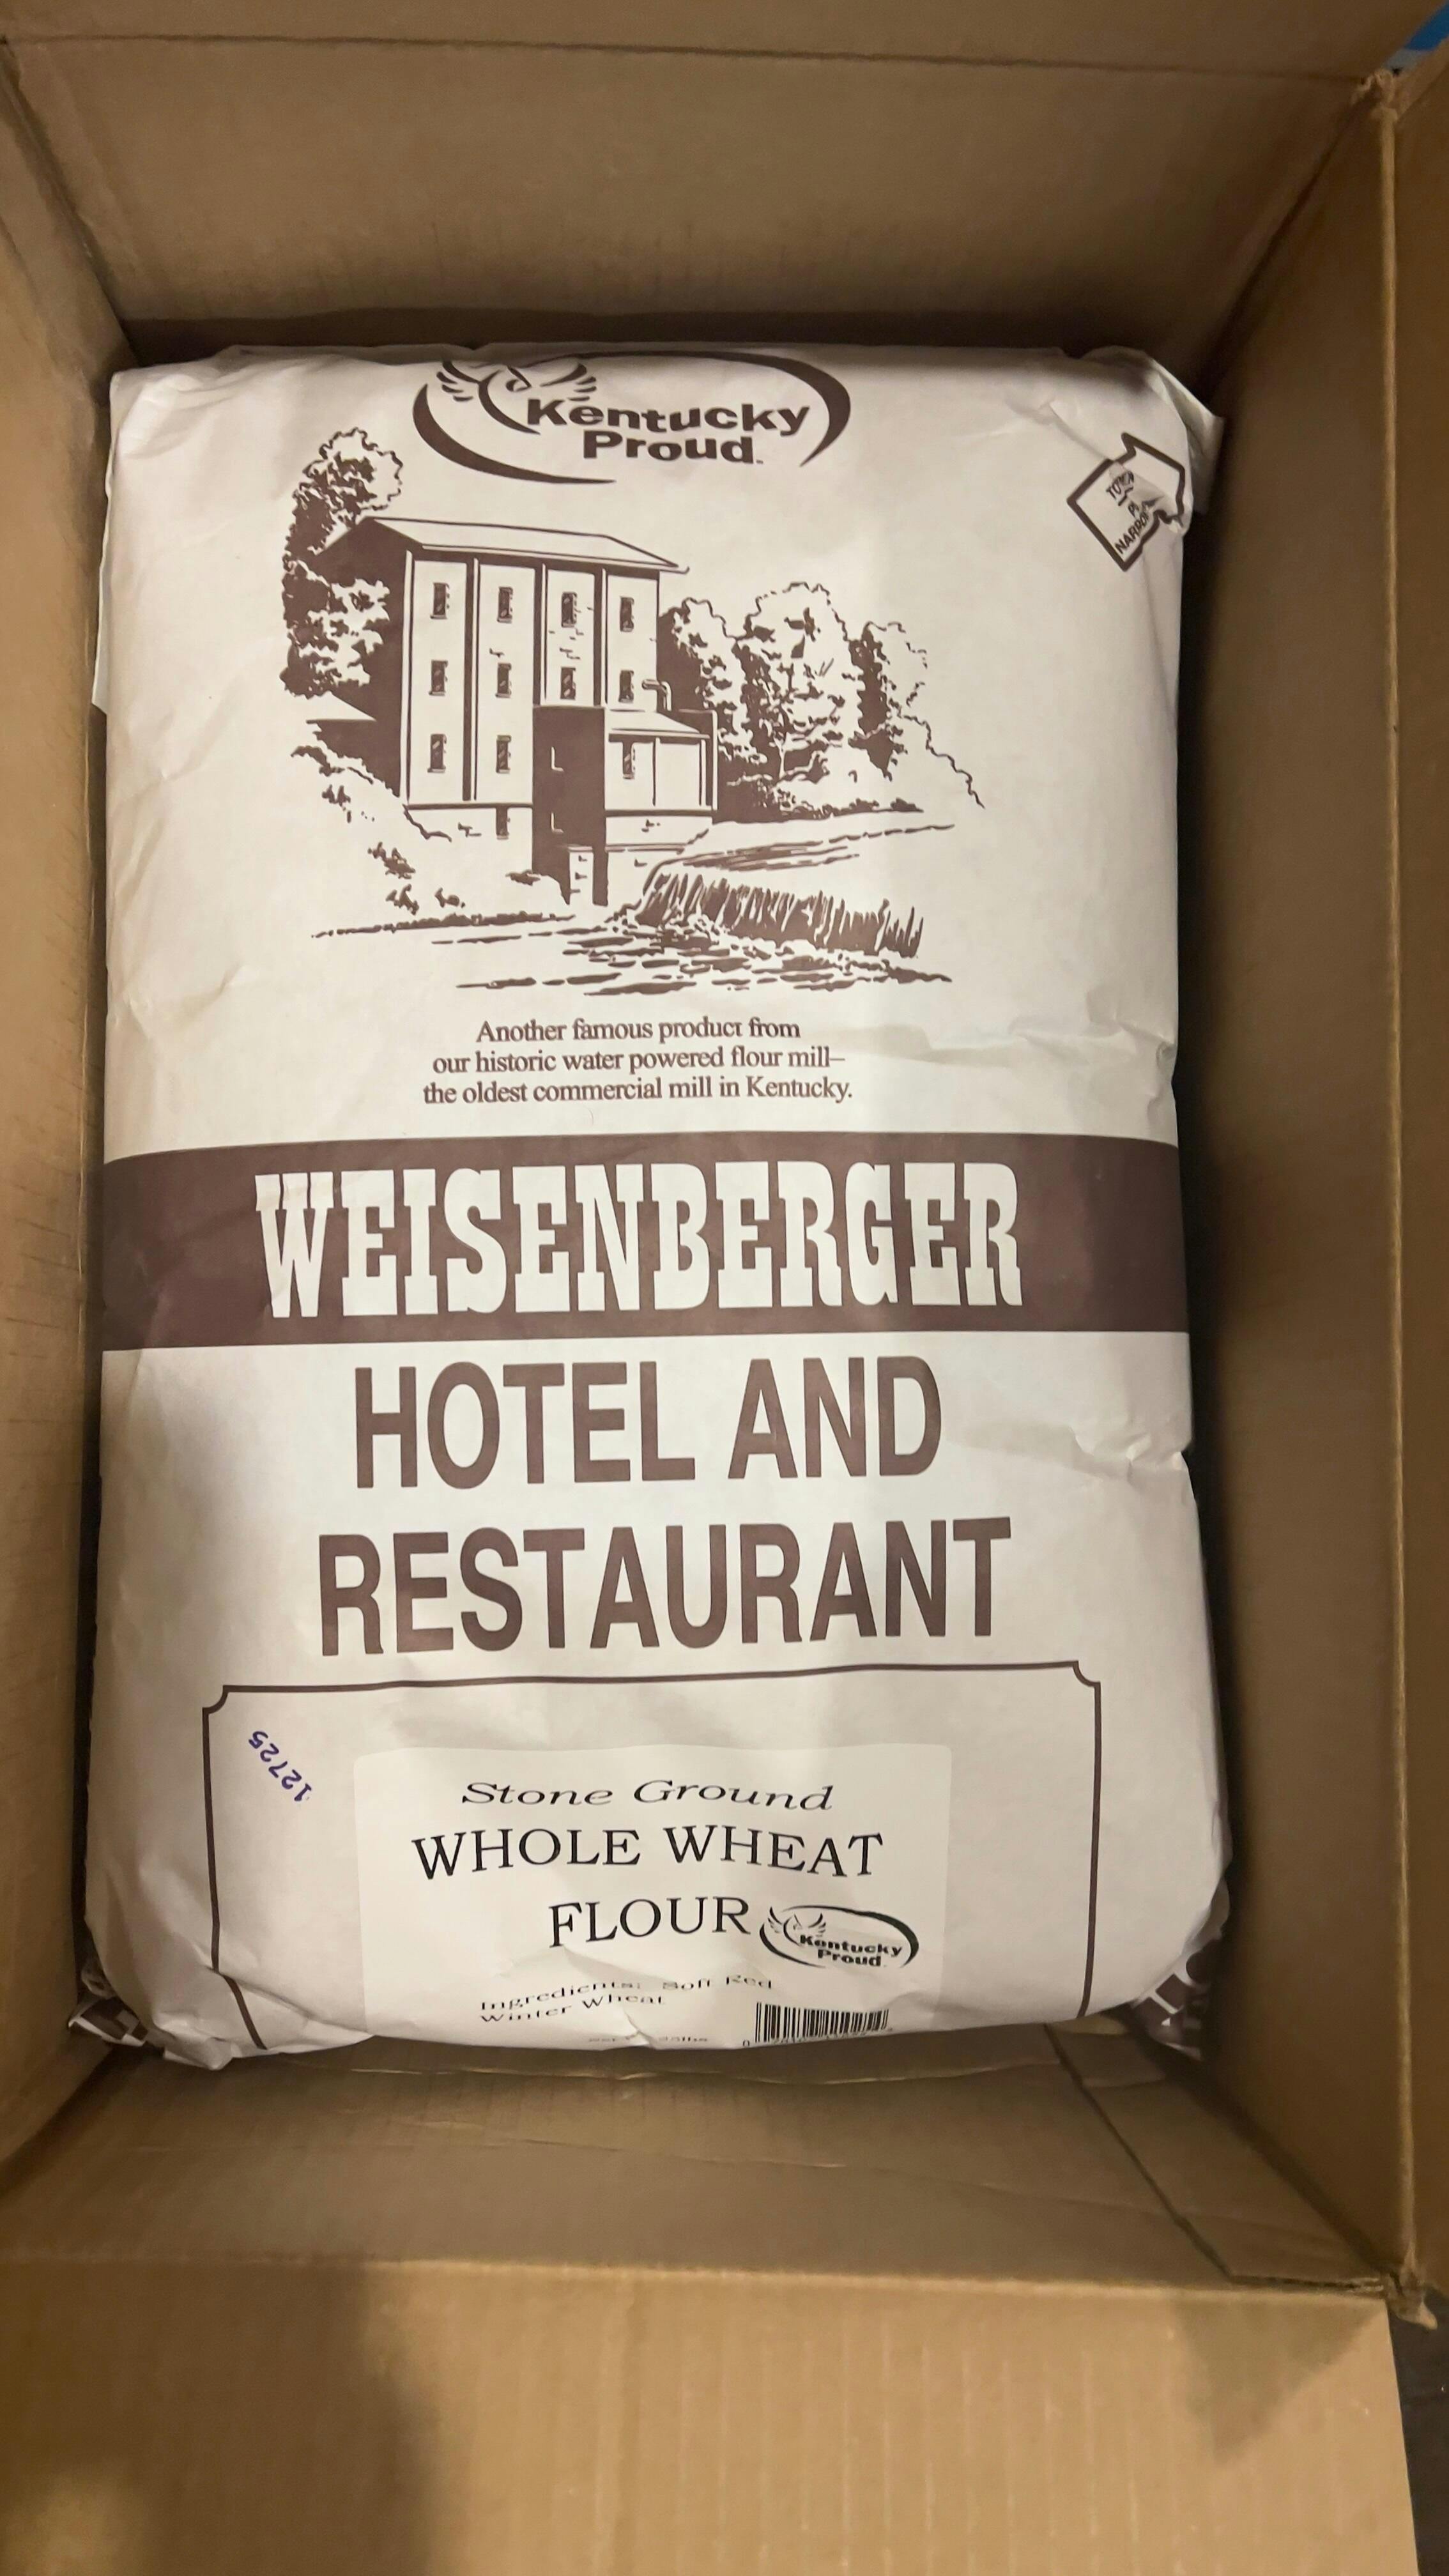 Kentucky
Proud™
Another famous product from
our historic water powered flour mill–
the oldest commercial mill in Kentucky.
WEISENBERGER
HOTEL AND
RESTAURANT
12725
Stone Ground
WHOLE WHEAT
FLOUR
Kentucky
Proud
Ingredients: Soft Red
Winter Wheat